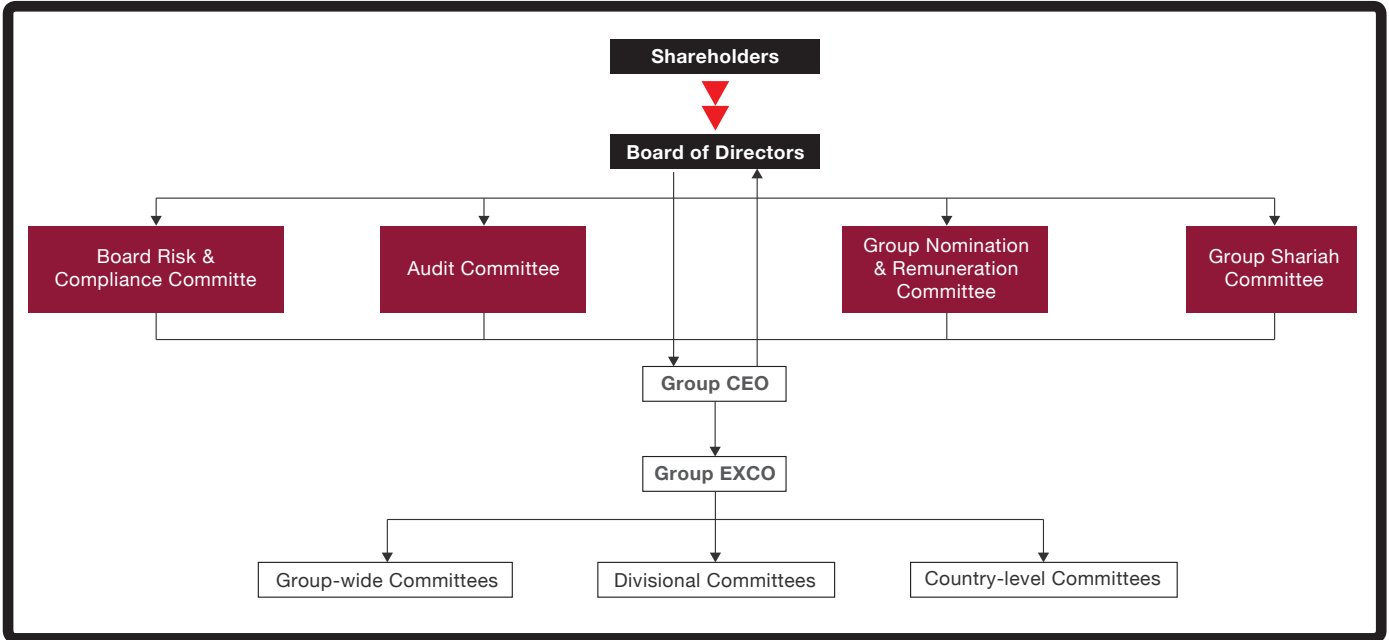 Shareholders
Board of Directors
Board Risk &
Compliance Committe
Audit Committee
Group Nomination
& Remuneration
Committee
Group Shariah
Committee
Group CEO
Group EXCO
Group-wide Committees
Divisional Committees
Country-level Committees